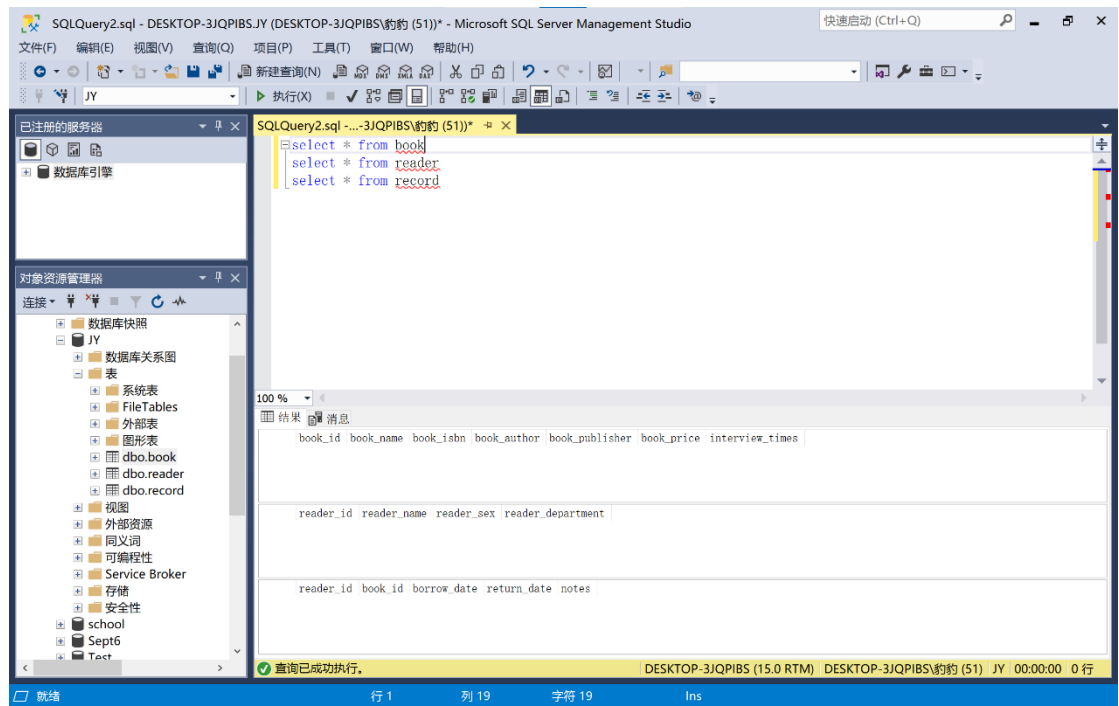 SQLQuery2.sql - DESKTOP-3JQPIBS.JY (DESKTOP-3JQPIBS\豹豹 (51))* - Microsoft SQL Server Management Studio
快速启动 (Ctrl+Q)
文件(F) 编辑(E) 视图(V) 查询(Q) 项目(P) 工具(T) 窗口(W) 帮助(H)
新建查询(N)
JY
执行(X)
已注册的服务器
数据库引擎
SQLQuery2.sql -...-3JQPIBS\豹豹 (51))*
select * from book
select * from reader
select * from record
对象资源管理器
连接
数据库快照
JY
数据库关系图
表
系统表
FileTables
外部表
图形表
dbo.book
dbo.reader
dbo.record
视图
外部资源
同义词
可编程性
Service Broker
存储
安全性
school
Sept6
Test
100 %
结果 消息
book_id book_name book_isbn book_author book_publisher book_price interview_times
reader_id reader_name reader_sex reader_department
reader_id book_id borrow_date return_date notes
查询已成功执行。 DESKTOP-3JQPIBS (15.0 RTM) DESKTOP-3JQPIBS\豹豹 (51) JY 00:00:00 0 行
就绪 行 1 列 19 字符 19 Ins